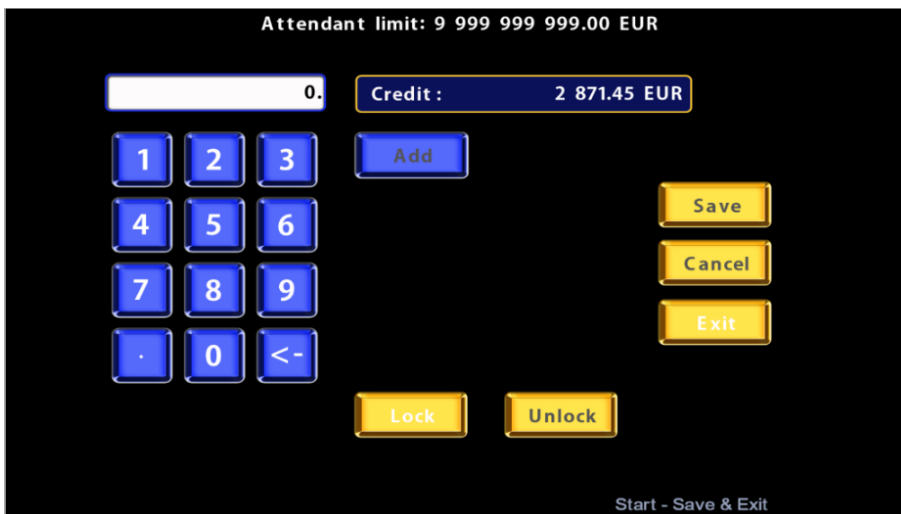 Attendant limit: 9 999 999 999.00 EUR
0.
Credit : 2 871.45 EUR
1 2 3
Add
Save
4 5 6
Cancel
7 8 9
Exit
. 0 <-
Lock Unlock
Start - Save & Exit